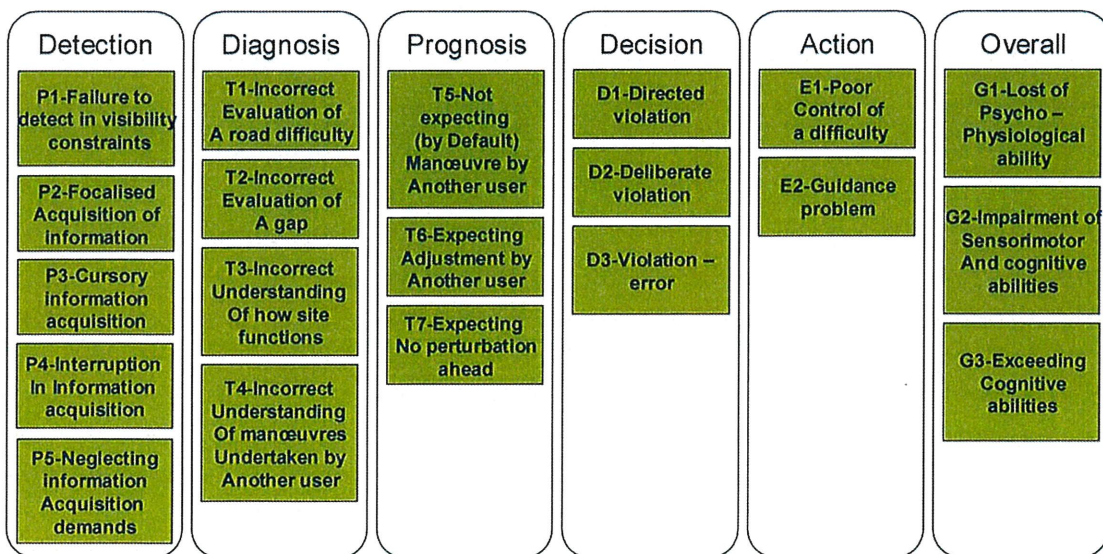 Detection
P1-Failure to
detect in visibility
constraints
P2-Focalised
Acquisition of
information
P3-Cursory
information
acquisition
P4-Interruption
In Information
acquisition
P5-Neglecting
information
Acquisition
demands
Diagnosis
T1-Incorrect
Evaluation of
A road difficulty
T2-Incorrect
Evaluation of
A gap
T3-Incorrect
Understanding
Of how site
functions
T4-Incorrect
Understanding
Of manœuvres
Undertaken by
Another user
Prognosis
T5-Not
expecting
(by Default)
Manœuvre by
Another user
T6-Expecting
Adjustment by
Another user
T7-Expecting
No perturbation
ahead
Decision
D1-Directed
violation
D2-Deliberate
violation
D3-Violation –
error
Action
E1-Poor
Control of
a difficulty
E2-Guidance
problem
Overall
G1-Lost of
Psycho –
Physiological
ability
G2-Impairment of
Sensorimotor
And cognitive
abilities
G3-Exceeding
Cognitive
abilities